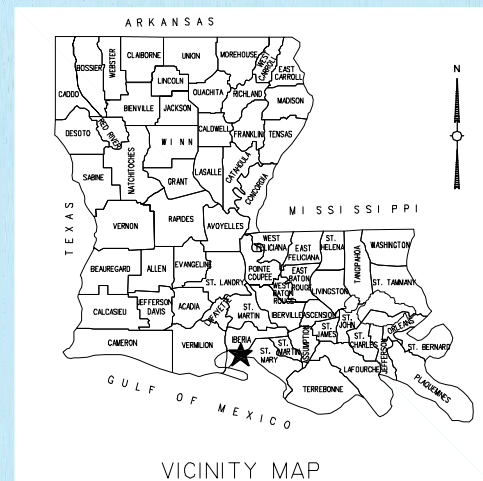 ARKANSAS
CLAIBORNE UNION MOREHOUSE WEST CARROLL EAST CARROLL
BOSSIER WEBSTER
LINCOLN
CADDO OUACHITA RICHLAND MADISON
BIENVILLE JACKSON
DESOTO RED RIVER WINN CALDWELL FRANKLIN TENSAS
SABINE NATCHITOCHES GRANT LASALLE CATAHOULA CONCORDIA
TEXAS MISSISSIPPI
N
VERNON RAPIDES AVOYELLES
WEST FELICIANA EAST FELICIANA ST. HELENA TANOPAHOA WASHINGTON
BEAUREGARD ALLEN EVANGELINE ST. LANDRY POINTE COUPEE EAST BATON ROUGE
WEST BATON ROUGE LIVINGSTON ST. TAMMANY
CALCASIEU JEFFERSON DAVIS ACADIA LAFAYETTE ST. MARTIN IBERVILLE ASCENSION
ST. JAMES ST. JOHN ST. CHARLES ORLEANS
CAMERON VERMILION IBERIA ST. MARTIN ASSUMPTION JEFFERSON ST. BERNARD
ST. MARY LAFOURCHE
TERREBONNE PLAQUEMINES
GULF OF MEXICO
VICINITY MAP